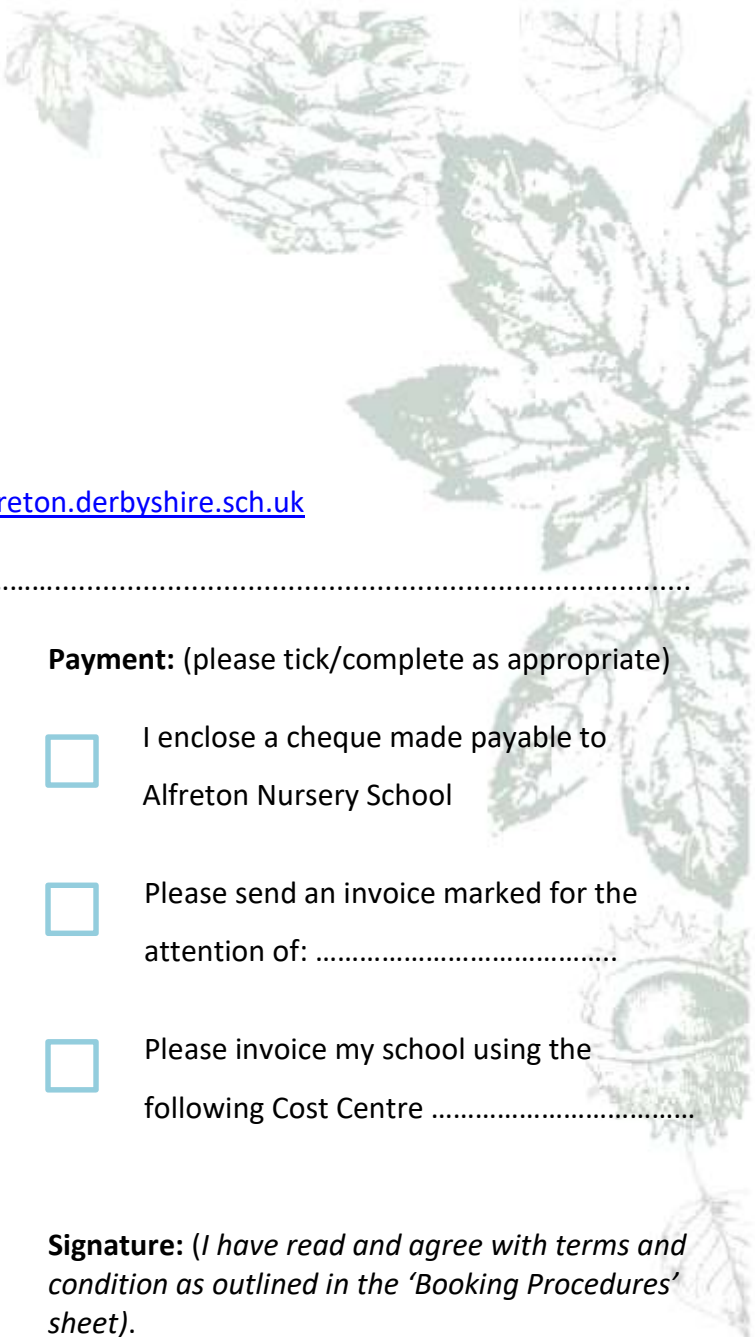 reton.derbyshire.sch.uk
................................................................................
Payment: (please tick/complete as appropriate)
I enclose a cheque made payable to
Alfreton Nursery School
Please send an invoice marked for the
attention of: …………………………………..
Please invoice my school using the
following Cost Centre ………………………………
Signature: (I have read and agree with terms and
condition as outlined in the ‘Booking Procedures’
sheet).